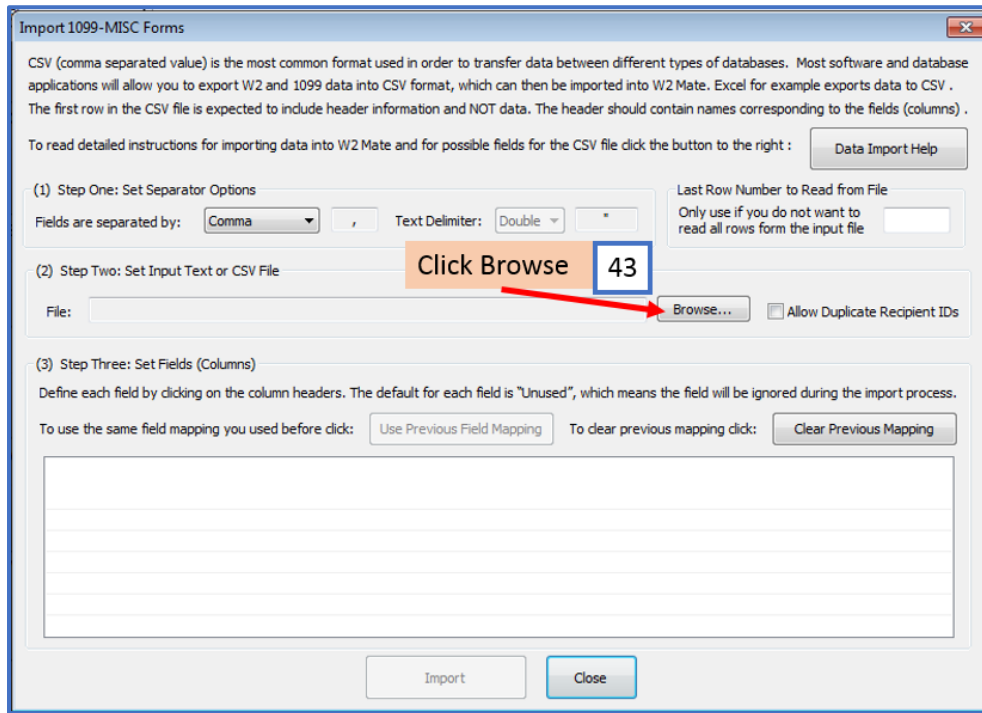 Import 1099-MISC Forms
CSV (comma separated value) is the most common format used in order to transfer data between different types of databases. Most software and database
applications will allow you to export W2 and 1099 data into CSV format, which can then be imported into W2 Mate. Excel for example exports data to CSV .
The first row in the CSV file is expected to include header information and NOT data. The header should contain names corresponding to the fields (columns) .
To read detailed instructions for importing data into W2 Mate and for possible fields for the CSV file click the button to the right :
Data Import Help
(1) Step One: Set Separator Options
Fields are separated by: Comma , Text Delimiter: Double "
Last Row Number to Read from File
Only use if you do not want to
read all rows form the input file
Click Browse 43
(2) Step Two: Set Input Text or CSV File
File: Browse... Allow Duplicate Recipient IDs
(3) Step Three: Set Fields (Columns)
Define each field by clicking on the column headers. The default for each field is "Unused", which means the field will be ignored during the import process.
To use the same field mapping you used before click: Use Previous Field Mapping To clear previous mapping click: Clear Previous Mapping
Import Close